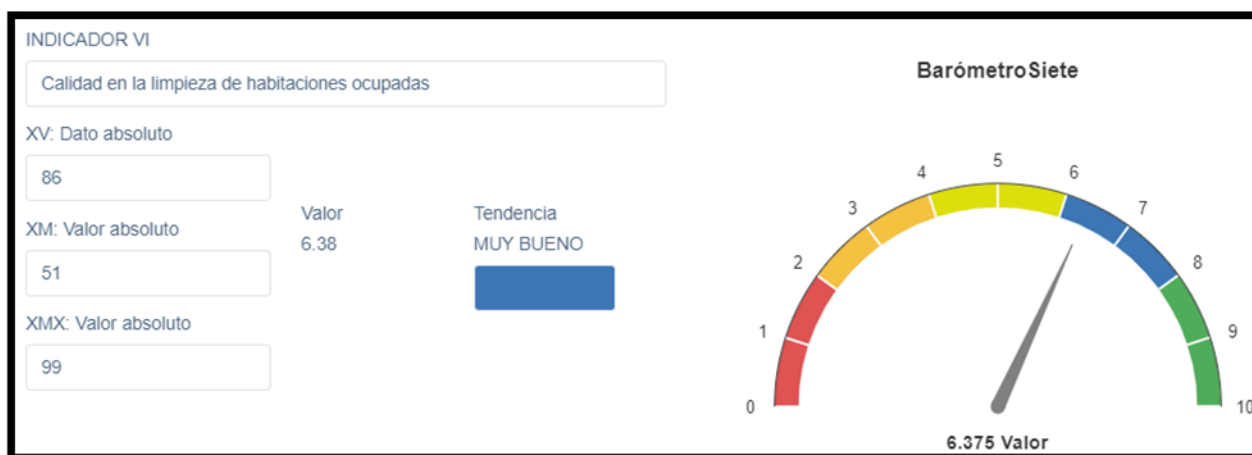 INDICADOR VI
Calidad en la limpieza de habitaciones ocupadas
XV: Dato absoluto
86
XM: Valor absoluto
51
XMX: Valor absoluto
99
Valor
6.38
Tendencia
MUY BUENO
BarómetroSiete
0
1
2
3
4
5
6
7
8
9
10
6.375 Valor